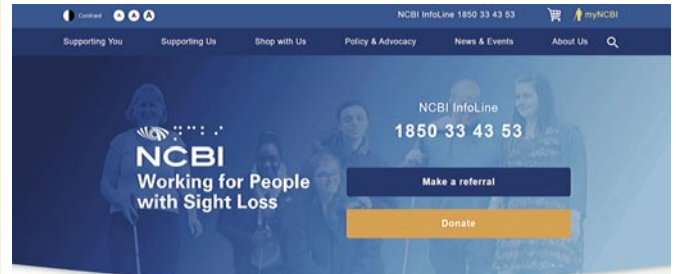 Contrast A A A NCBI InfoLine 1850 33 43 53 myNCBI
Supporting You Supporting Us Shop with Us Policy & Advocacy News & Events About Us
NCBI InfoLine
1850 33 43 53
NCBI
Working for People
with Sight Loss
Make a referral
Donate